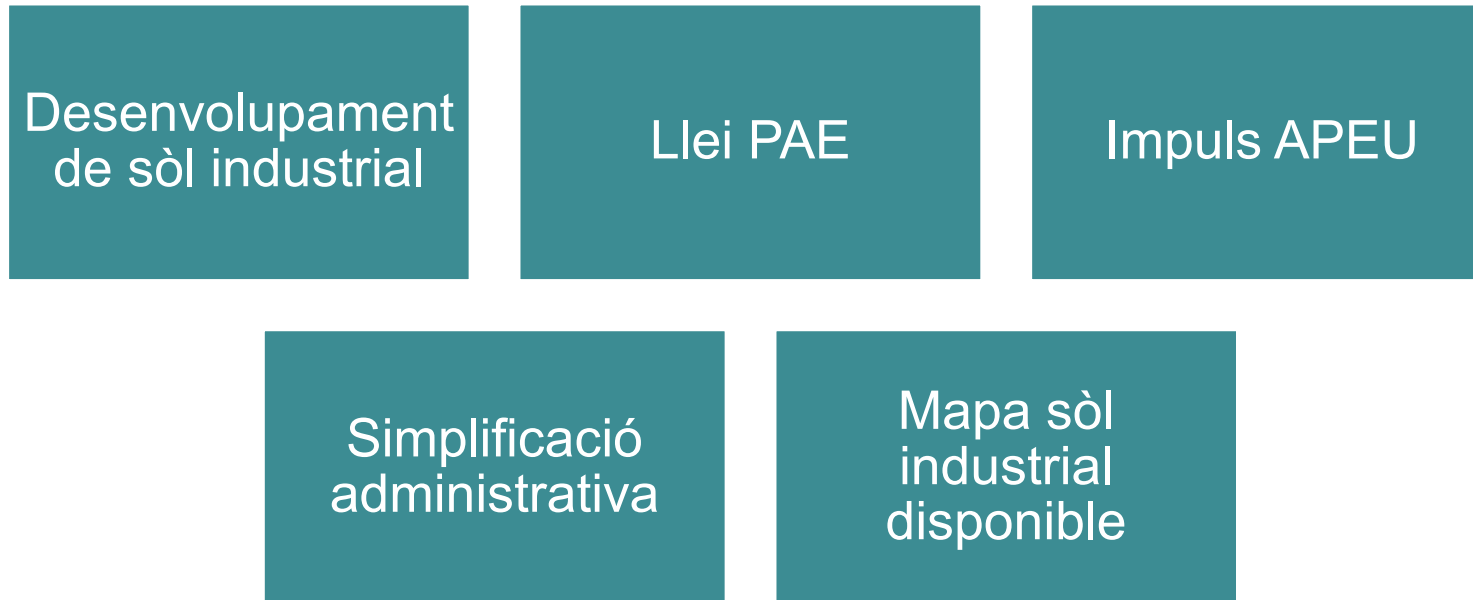 Desenvolupament
de sòl industrial
Llei PAE
Impuls APEU
Simplificació
administrativa
Mapa sòl
industrial
disponible